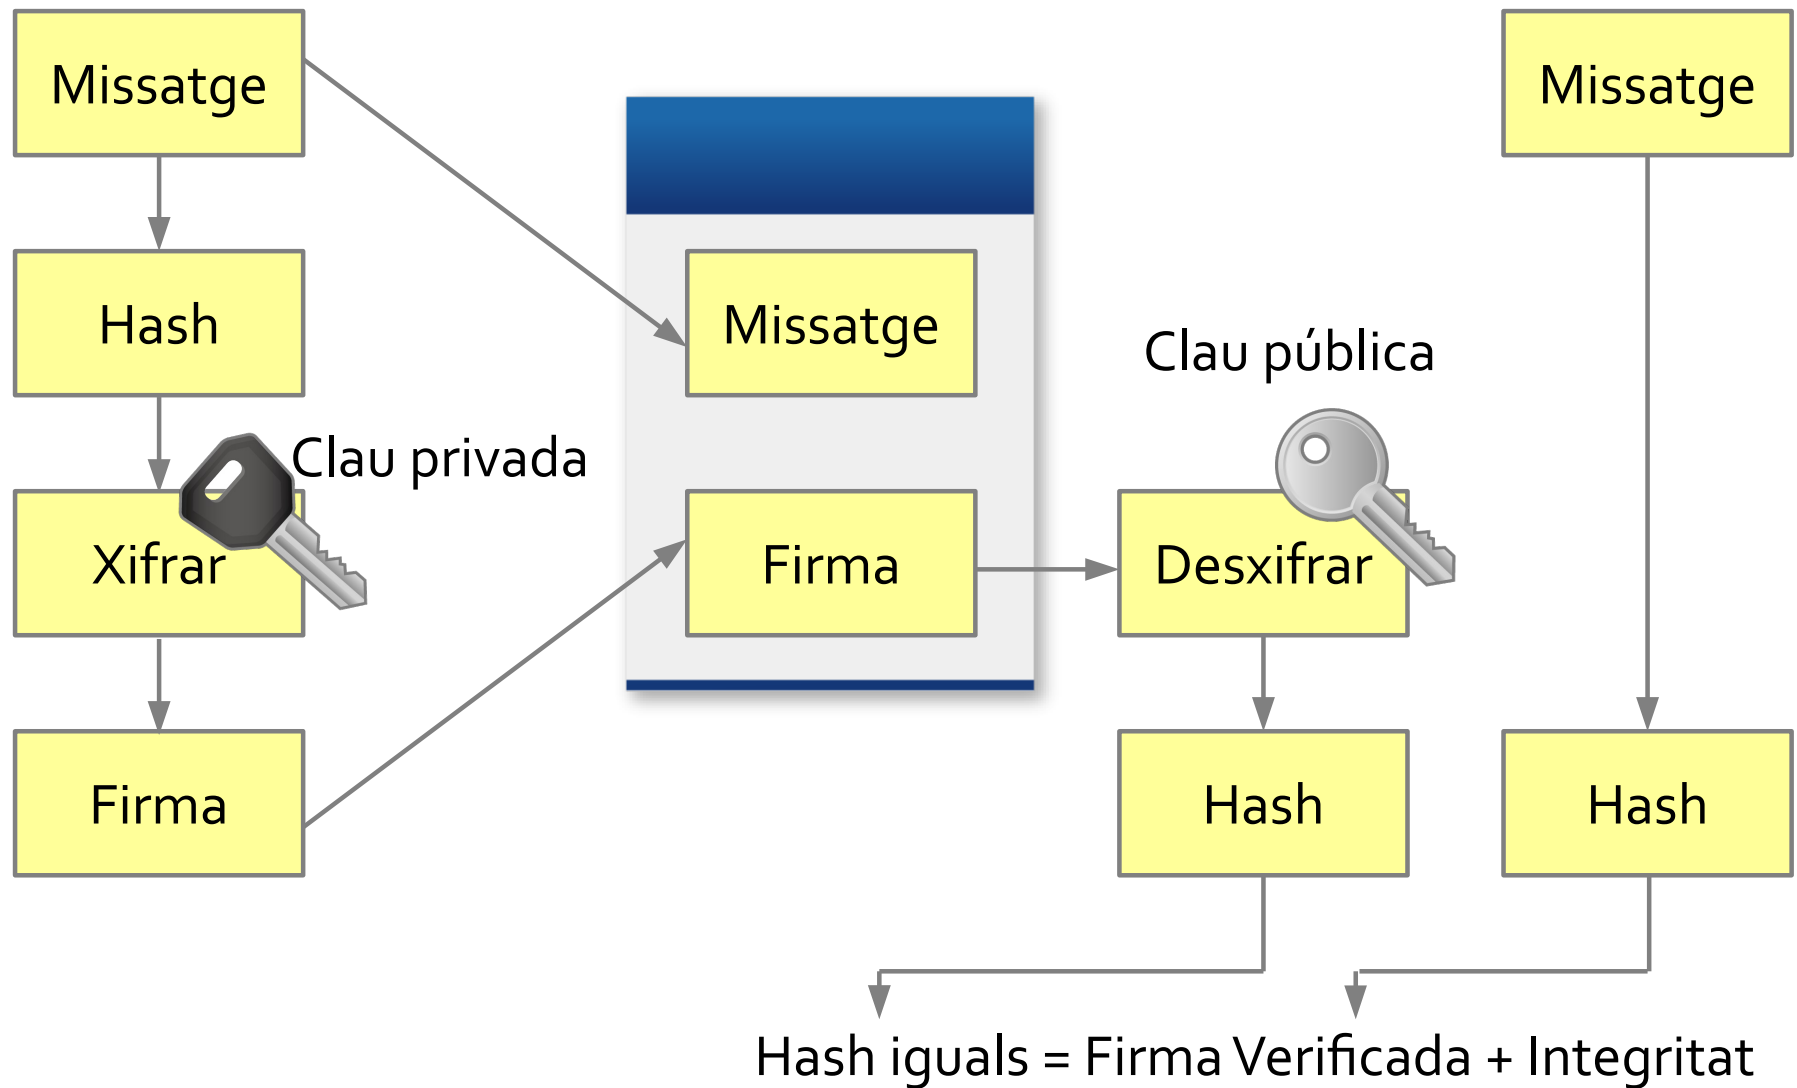 Missatge
Hash
Clau privada
Xifrar
Firma
Missatge
Firma
Clau pública
Desxifrar
Hash
Missatge
Hash
Hash iguals = Firma Verificada + Integritat